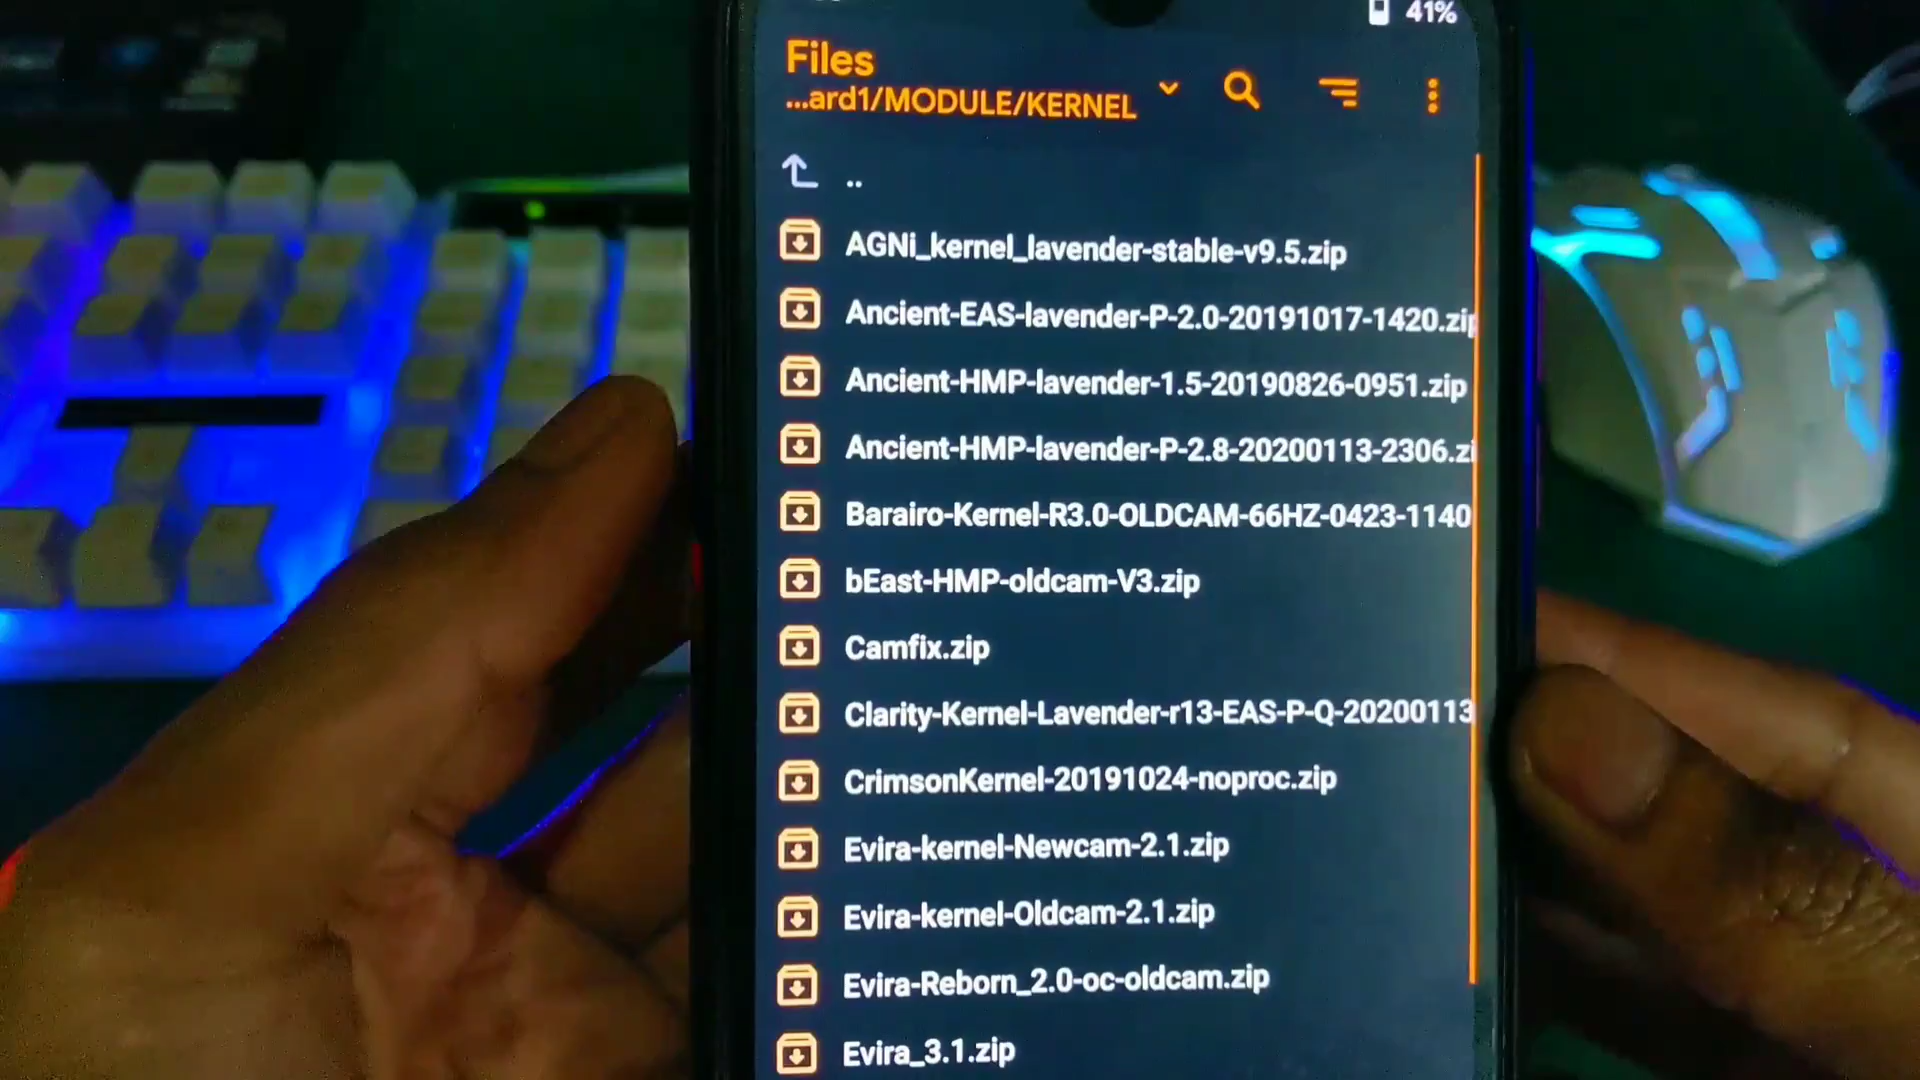 41%
Files
...ard1/MODULE/KERNEL
..
AGNi_kernel_lavender-stable-v9.5.zip
Ancient-EAS-lavender-P-2.0-20191017-1420.zip
Ancient-HMP-lavender-1.5-20190826-0951.zip
Ancient-HMP-lavender-P-2.8-20200113-2306.zi
Barairo-Kernel-R3.0-OLDCAM-66HZ-0423-1140
bEast-HMP-oldcam-V3.zip
Camfix.zip
Clarity-Kernel-Lavender-r13-EAS-P-Q-20200113
CrimsonKernel-20191024-noproc.zip
Evira-kernel-Newcam-2.1.zip
Evira-kernel-Oldcam-2.1.zip
Evira-Reborn_2.0-oc-oldcam.zip
Evira_3.1.zip